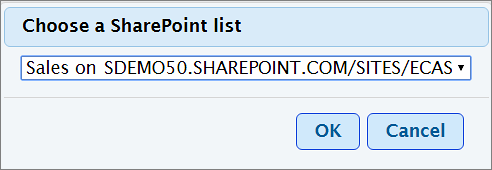 Choose a SharePoint list
Sales on SDEMO50.SHAREPOINT.COM/SITES/ECAS
OK Cancel